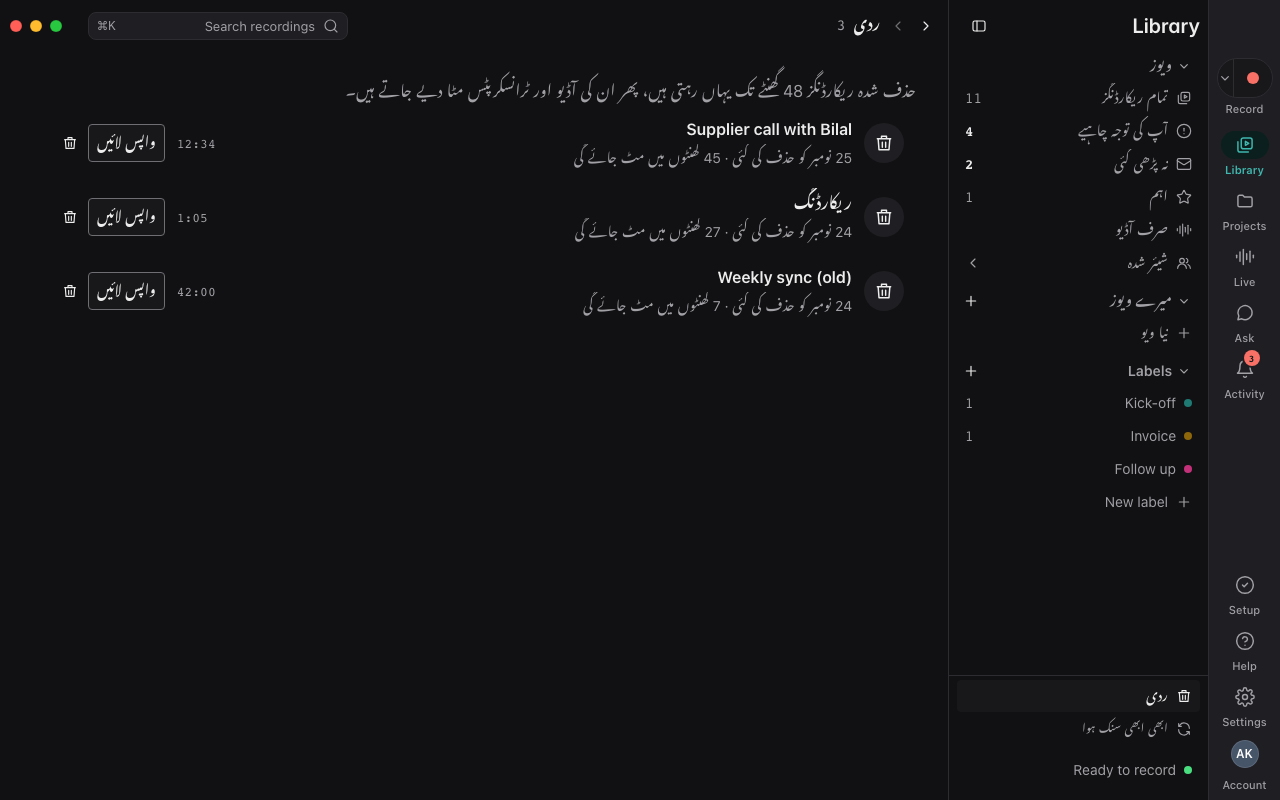 Library
ویوز
تمام ریکارڈنگز 11
آپ کی توجہ چاہیے 4
نہ پڑھی گئی 2
اہم 1
صرف آڈیو
شیئر شدہ
میرے ویوز
نیا ویو
Labels
Kick-off 1
Invoice 1
Follow up
New label
ردی
ابھی ابھی سنک ہوا
Ready to record
Record
Library
Projects
Live
Ask
3
Activity
Setup
Help
Settings
AK
Account
ردی 3
Search recordings ⌘K
حذف شدہ ریکارڈنگز 48 گھنٹے تک یہاں رہتی ہیں، پھر ان کی آڈیو اور ٹرانسکرپٹس مٹا دیے جاتے ہیں۔
Supplier call with Bilal
25 نومبر کو حذف کی گئی · 45 گھنٹوں میں مٹ جائے گی
12:34 واپس لائیں
ریکارڈنگ
24 نومبر کو حذف کی گئی · 27 گھنٹوں میں مٹ جائے گی
1:05 واپس لائیں
Weekly sync (old)
24 نومبر کو حذف کی گئی · 7 گھنٹوں میں مٹ جائے گی
42:00 واپس لائیں